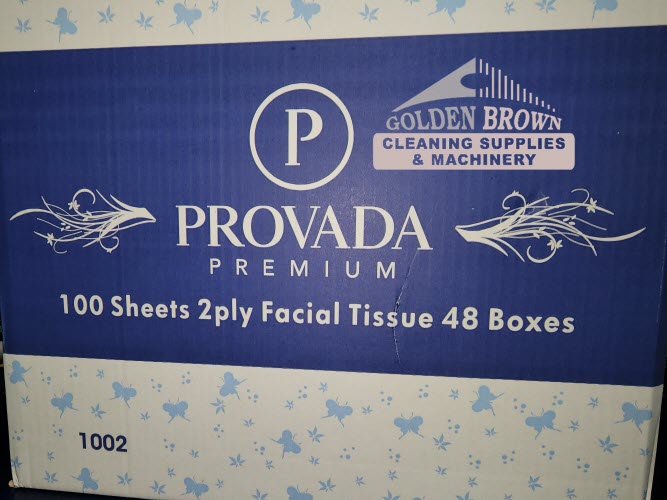 GOLDEN BROWN
CLEANING SUPPLIES
& MACHINERY
P
PROVADA
PREMIUM
100 Sheets 2ply Facial Tissue 48 Boxes
1002